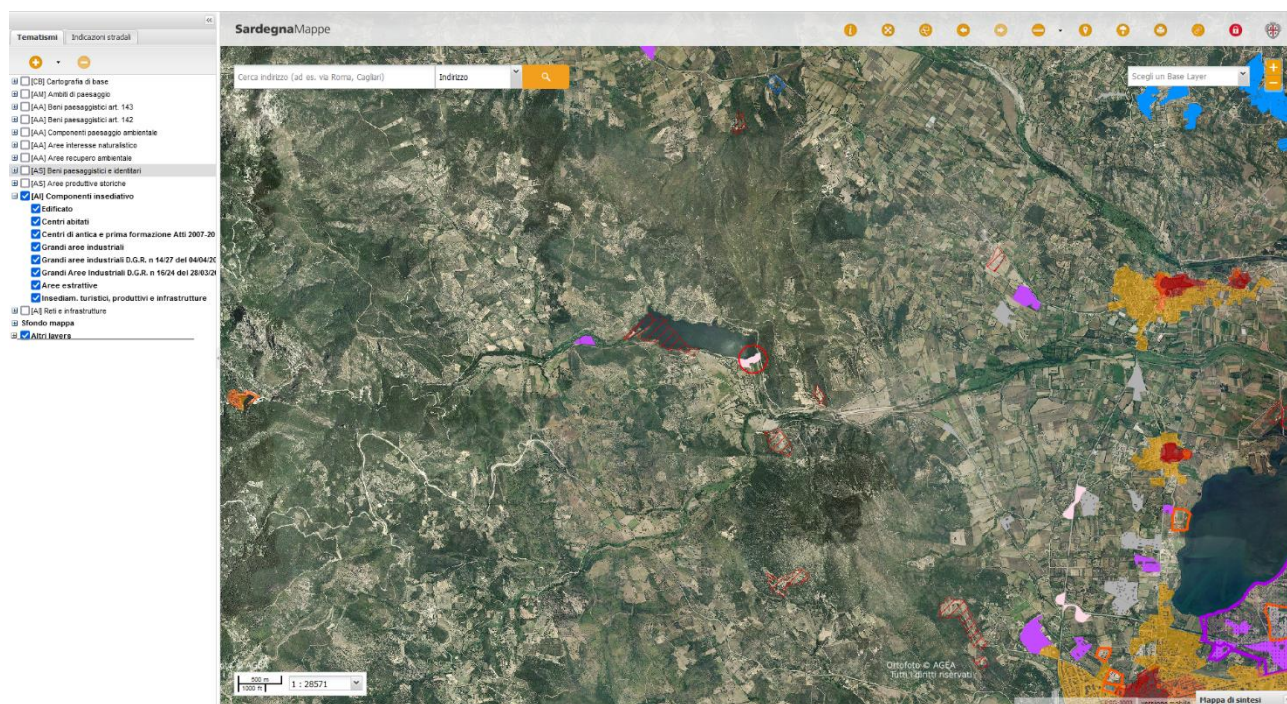 SardegnaMappe
Tematismi
Indicazioni stradali
Cerca indirizzo (ad es. via Roma, Cagliari)
Indirizzo
Scegli un Base Layer
[CB] Cartografia di base
[AM] Ambiti di paesaggio
[AA] Beni paesaggistici art. 143
[AA] Beni paesaggistici art. 142
[AA] Componenti paesaggio ambientale
[AA] Aree interesse naturalistico
[AA] Aree recupero ambientale
[AS] Beni paesaggistici e identitari
[AS] Aree produttive storiche
[AI] Componenti insediativo
Edificato
Centri abitati
Centri di antica e prima formazione Atti 2007-20
Grandi aree industriali
Grandi aree industriali D.G.R. n 14/27 del 04/04/20
Grandi Aree Industriali D.G.R. n 16/24 del 28/03/20
Aree estrattive
Insediam. turistici, produttivi e infrastrutture
[AI] Reti e infrastrutture
Sfondo mappa
Altri layers
© AGEA
500 m
1000 ft
1 : 28571
Ortofoto © AGEA
Tutti i diritti riservati
Mappa di sintesi